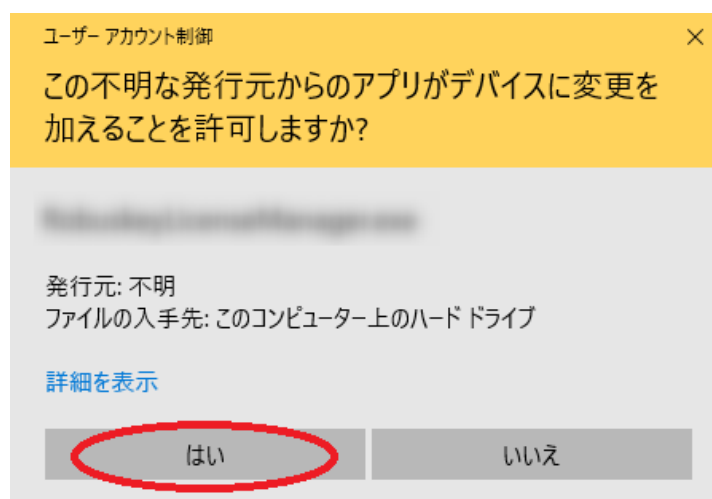 ユーザー アカウント制御
この不明な発行元からのアプリがデバイスに変更を
加えることを許可しますか?
発行元: 不明
ファイルの入手先: このコンピューター上のハード ドライブ
詳細を表示
はい
いいえ